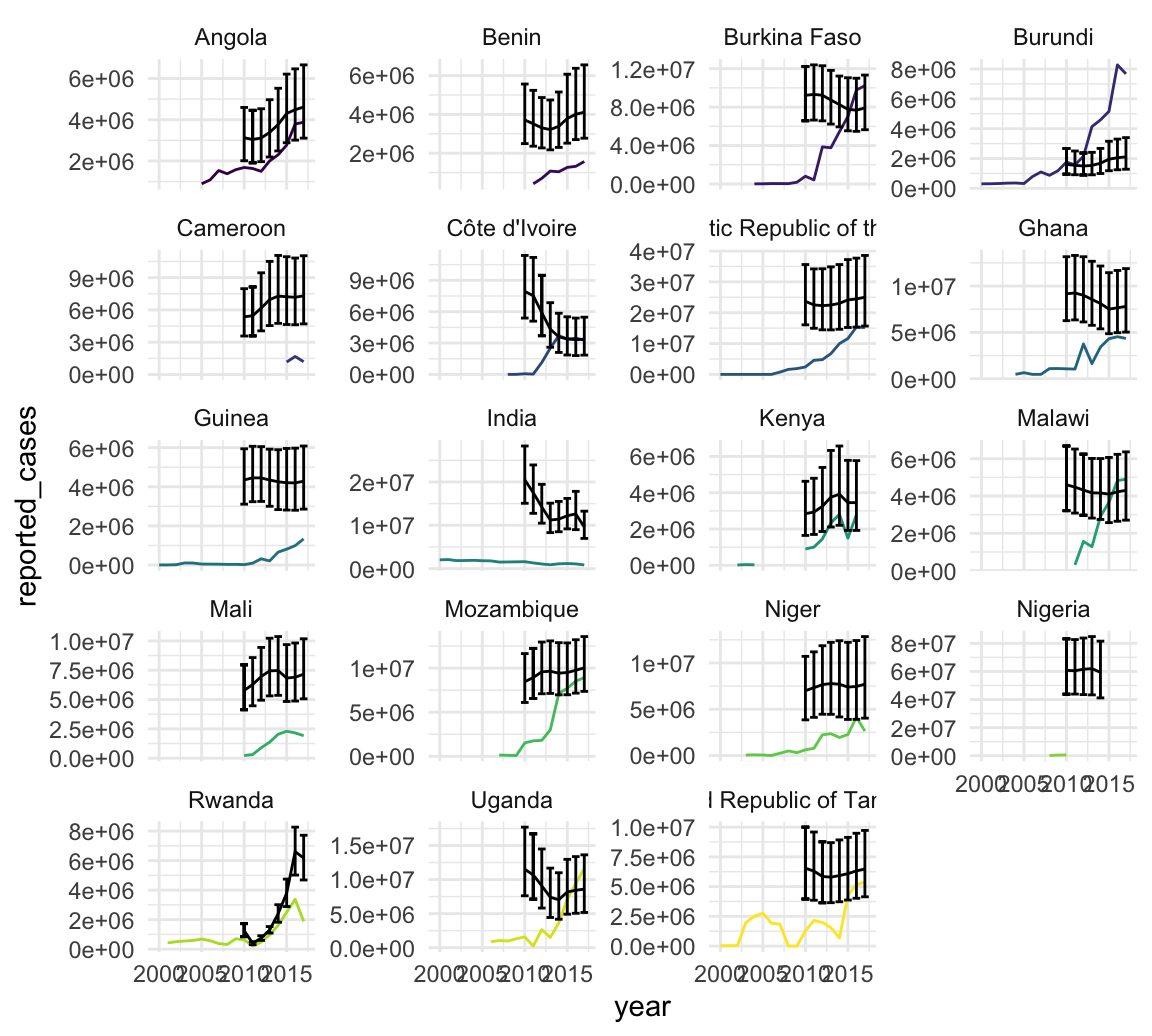 Angola
Benin
Burkina Faso
Burundi
6e+06
4e+06
2e+06
6e+06
4e+06
2e+06
1.2e+07
8.0e+06
4.0e+06
0.0e+00
8e+06
6e+06
4e+06
2e+06
0e+00
Cameroon
Côte d'Ivoire
tic Republic of th
Ghana
9e+06
6e+06
3e+06
0e+00
9e+06
6e+06
3e+06
0e+00
4e+07
3e+07
2e+07
1e+07
0e+00
1e+07
5e+06
0e+00
reported_cases
Guinea
India
Kenya
Malawi
6e+06
4e+06
2e+06
0e+00
2e+07
1e+07
0e+00
6e+06
4e+06
2e+06
0e+00
6e+06
4e+06
2e+06
0e+00
Mali
Mozambique
Niger
Nigeria
1.0e+07
7.5e+06
5.0e+06
2.5e+06
0.0e+00
1e+07
5e+06
0e+00
1e+07
5e+06
0e+00
8e+07
6e+07
4e+07
2e+07
0e+00
2000 2005 2010 2015
Rwanda
Uganda
d Republic of Tan
8e+06
6e+06
4e+06
2e+06
0e+00
1.5e+07
1.0e+07
5.0e+06
0.0e+00
1.0e+07
7.5e+06
5.0e+06
2.5e+06
0.0e+00
2000 2005 2010 2015
2000 2005 2010 2015
2000 2005 2010 2015
year